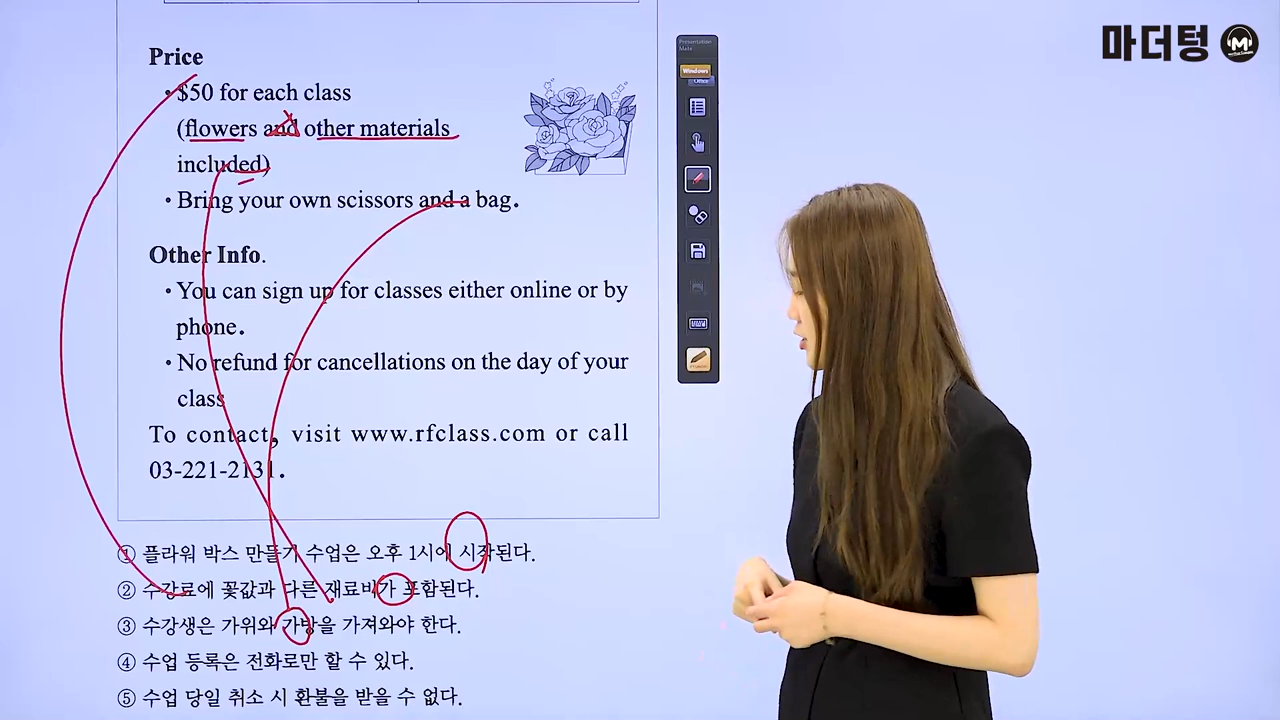 마더텅
M
Presentation
Mate
Windows
Office
Price
• $50 for each class
(flowers and other materials
included)
• Bring your own scissors and a bag.
Other Info.
• You can sign up for classes either online or by
phone.
• No refund for cancellations on the day of your
class
To contact, visit www.rfclass.com or call
03-221-2131.
① 플라워 박스 만들기 수업은 오후 1시에 시작된다.
② 수강료에 꽃값과 다른 재료비가 포함된다.
③ 수강생은 가위와 가방을 가져와야 한다.
④ 수업 등록은 전화로만 할 수 있다.
⑤ 수업 당일 취소 시 환불을 받을 수 없다.